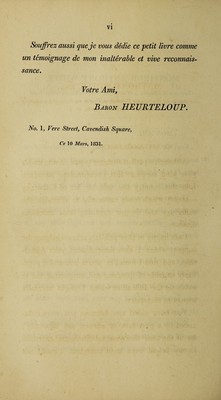 vi
Souffrez aussi que je vous dédie ce petit livre comme
un témoignage de mon inaltérable et vive reconnais-
sance.
Votre Ami,
Baron HEURTELOUP.
No. 1, Vere Street, Cavendish Square,
Ce 10 Mars, 1831.